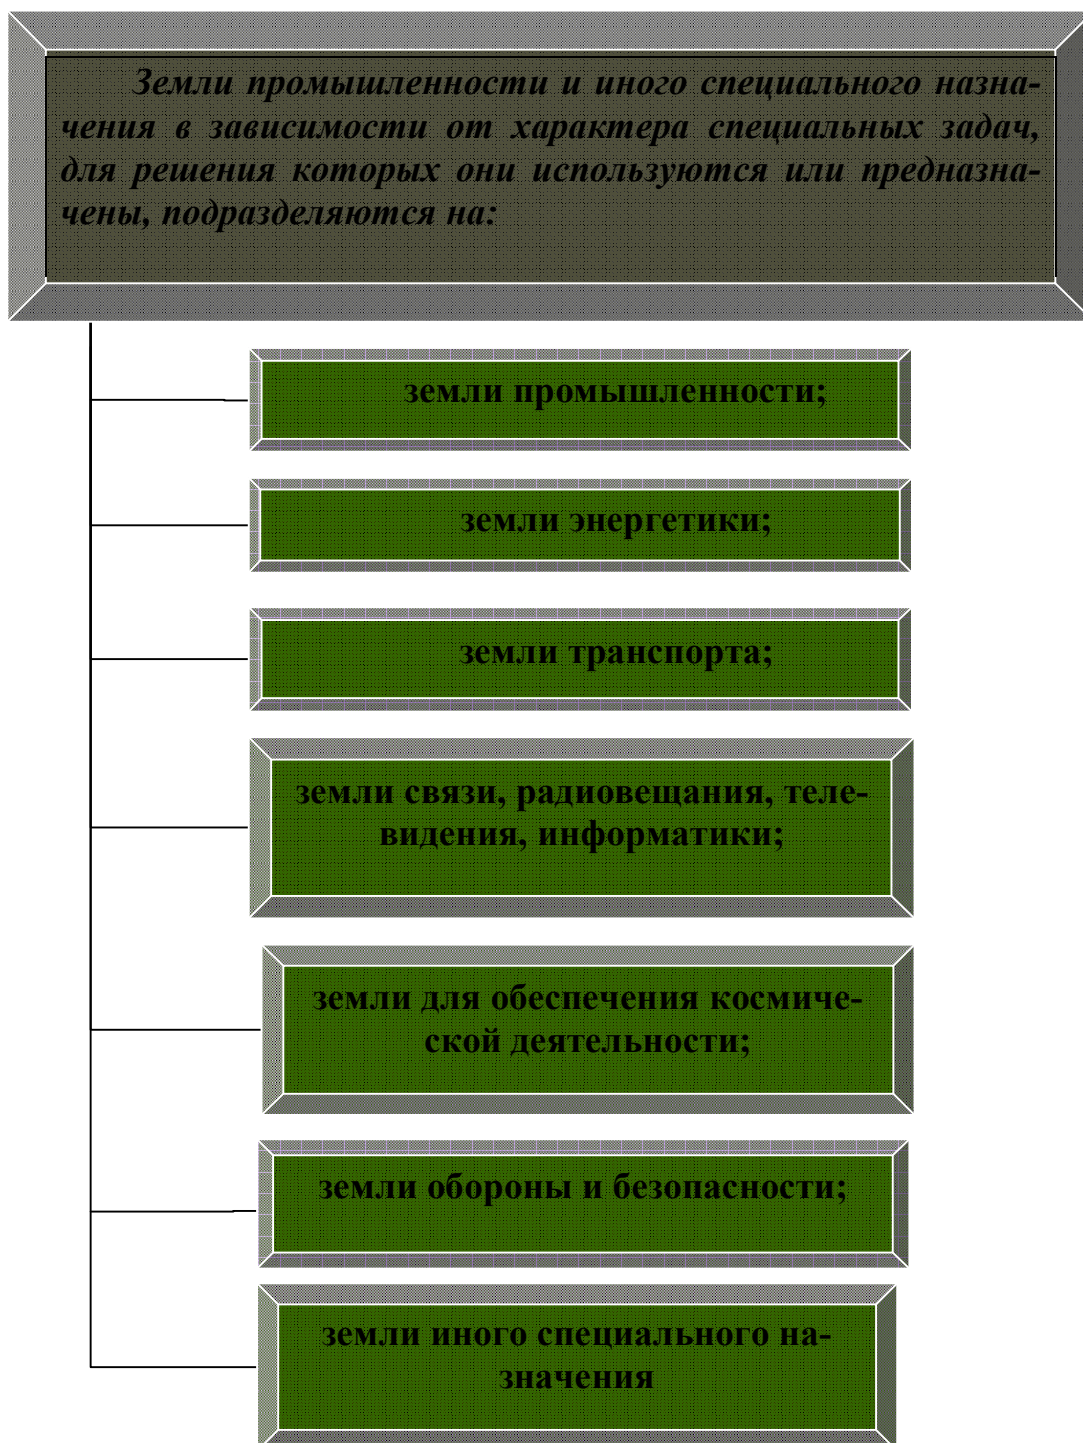 Земли промышленности и иного специального назна-
чения в зависимости от характера специальных задач,
для решения которых они используются или предназна-
чены, подразделяются на:
земли промышленности;
земли энергетики;
земли транспорта;
земли связи, радиовещания, теле-
видения, информатики;
земли для обеспечения космиче-
ской деятельности;
земли обороны и безопасности;
земли иного специального на-
значения